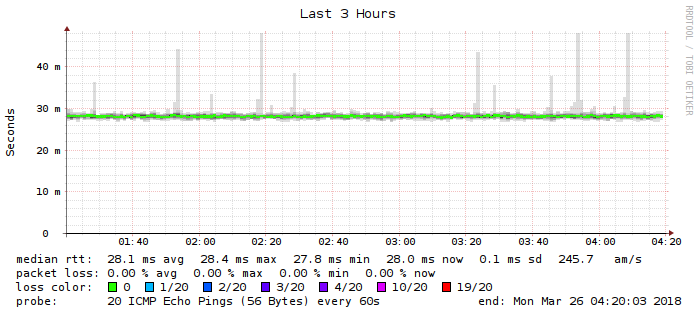 Last 3 Hours
RRDTOOL / TOBI OETIKER
Seconds
40 m
30 m
20 m
10 m
0
01:40 02:00 02:20 02:40 03:00 03:20 03:40 04:00 04:20
median rtt: 28.1 ms avg 28.4 ms max 27.8 ms min 28.0 ms now 0.1 ms sd 245.7 am/s
packet loss: 0.00 % avg 0.00 % max 0.00 % min 0.00 % now
loss color: 0 1/20 2/20 3/20 4/20 10/20 19/20
probe: 20 ICMP Echo Pings (56 Bytes) every 60s end: Mon Mar 26 04:20:03 2018